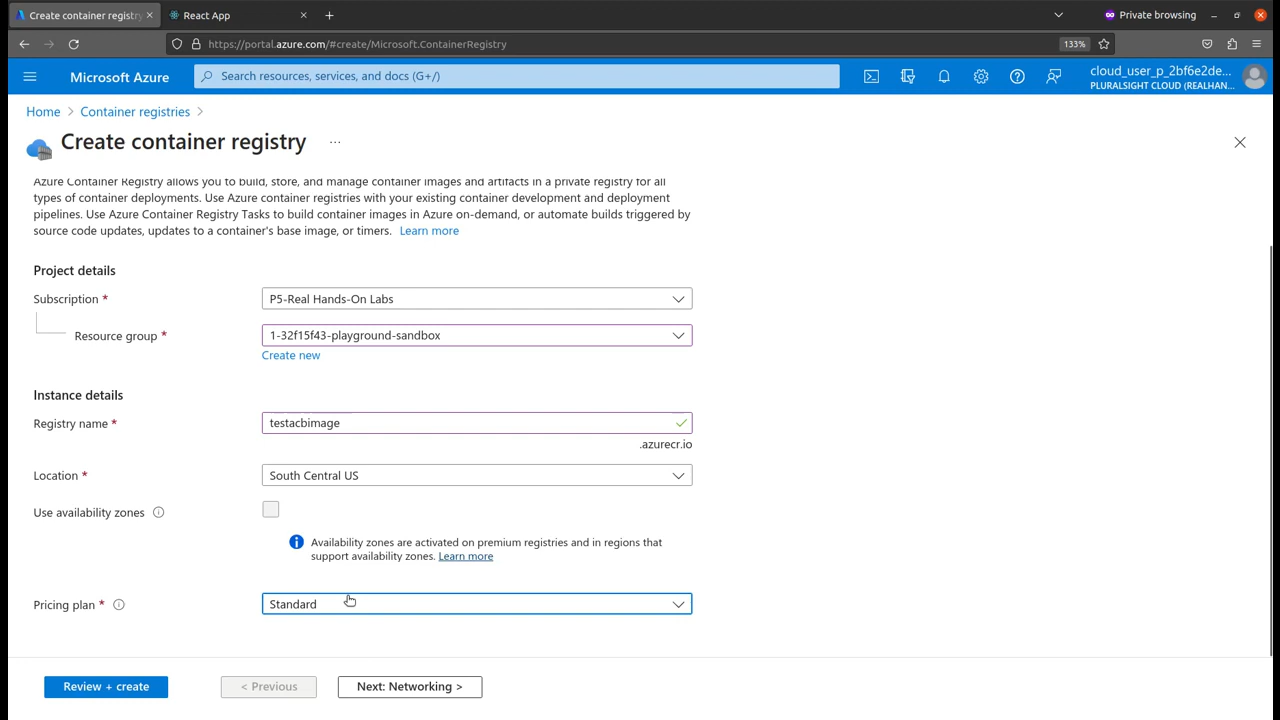 Create container registry
React App
Private browsing
https://portal.azure.com/#create/Microsoft.ContainerRegistry
133%
Microsoft Azure
Search resources, services, and docs (G+/)
cloud_user_p_2bf6e2de...
PLURALSIGHT CLOUD (REALHAN...
Home > Container registries >
Create container registry ...
Azure Container Registry allows you to build, store, and manage container images and artifacts in a private registry for all
types of container deployments. Use Azure container registries with your existing container development and deployment
pipelines. Use Azure Container Registry Tasks to build container images in Azure on-demand, or automate builds triggered by
source code updates, updates to a container's base image, or timers. Learn more
Project details
Subscription *
P5-Real Hands-On Labs
Resource group *
1-32f15f43-playground-sandbox
Create new
Instance details
Registry name *
testacbimage
.azurecr.io
Location *
South Central US
Use availability zones
Availability zones are activated on premium registries and in regions that
support availability zones. Learn more
Pricing plan *
Standard
Review + create
< Previous
Next: Networking >